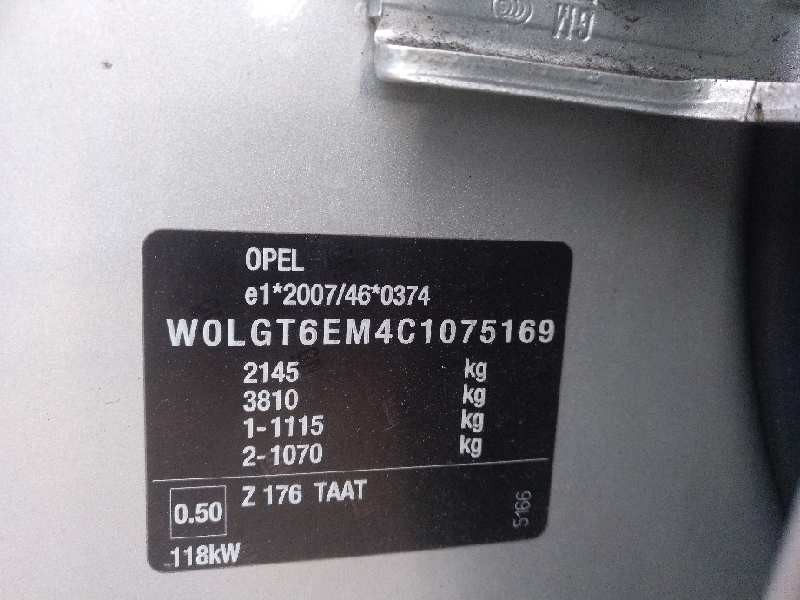 GM
OPEL
e1*2007/46*0374
W0LGT6EM4C1075169
2145 kg
3810 kg
1-1115 kg
2-1070 kg
0.50 Z 176 TAAT
5166
118kW